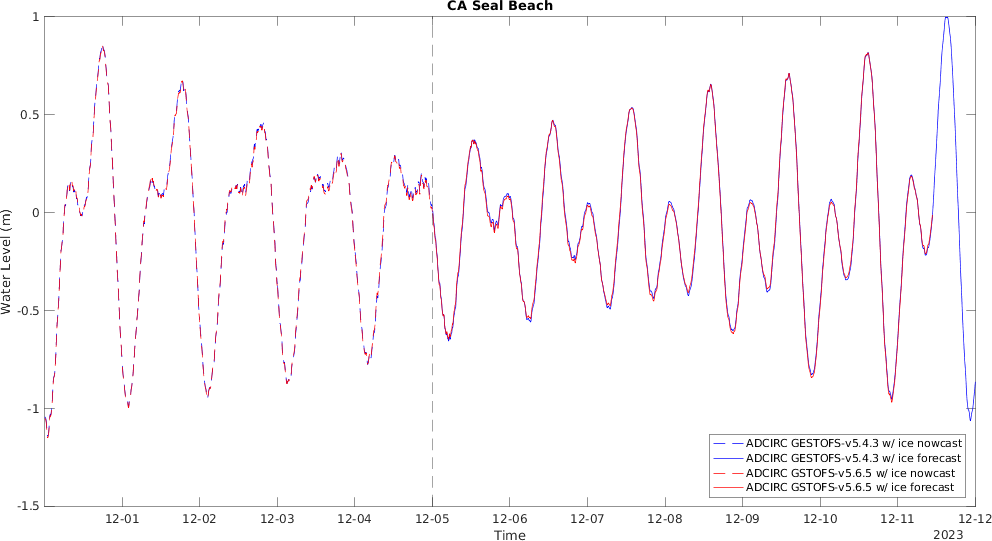 CA Seal Beach
1
0.5
0
-0.5
-1
-1.5
Water Level (m)
12-01 12-02 12-03 12-04 12-05 12-06 12-07 12-08 12-09 12-10 12-11 12-12
Time
2023
ADCIRC GESTOFS-v5.4.3 w/ ice nowcast
ADCIRC GESTOFS-v5.4.3 w/ ice forecast
ADCIRC GSTOFS-v5.6.5 w/ ice nowcast
ADCIRC GSTOFS-v5.6.5 w/ ice forecast